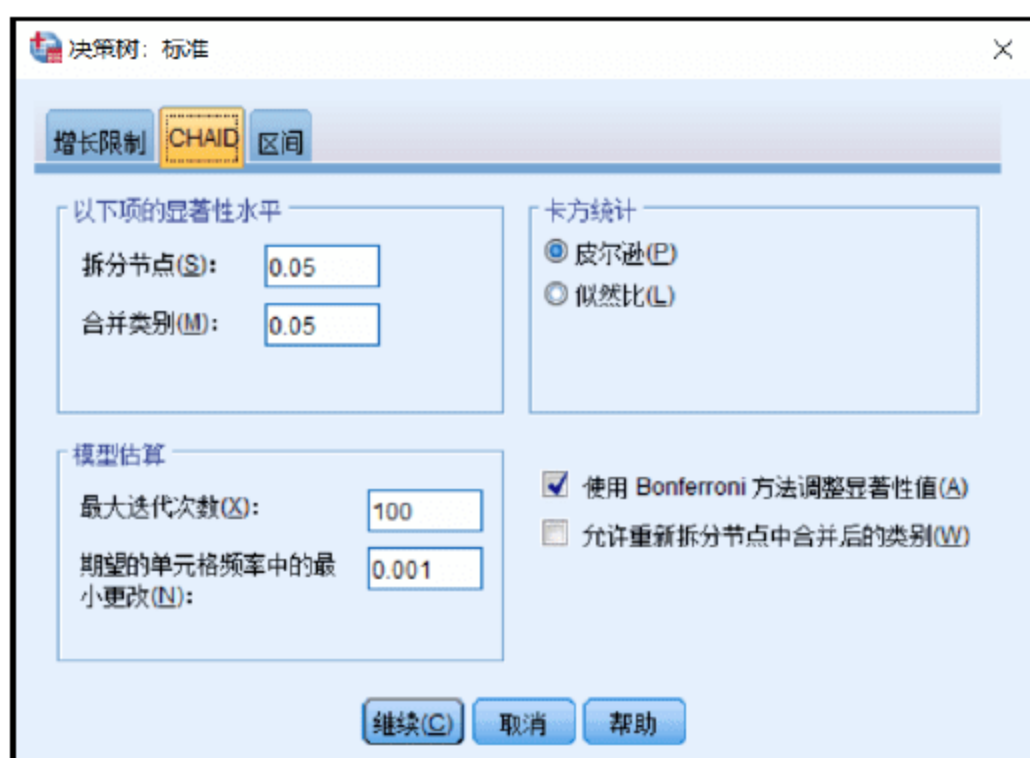 决策树：标准
增长限制 CHAID 区间
以下项的显著性水平
拆分节点(S)： 0.05
合并类别(M)： 0.05
卡方统计
皮尔逊(P)
似然比(L)
模型估算
最大迭代次数(X)： 100
期望的单元格频率中的最 0.001
小更改(N)：
使用 Bonferroni 方法调整显著性值(A)
允许重新拆分节点中合并后的类别(W)
继续(C) 取消 帮助